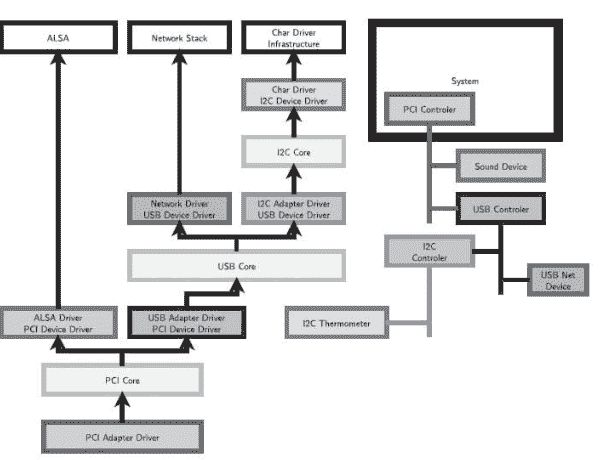 ALSA
Network Stack
Char Driver
Infrastructure
Char Driver
I2C Device Driver
I2C Core
Network Driver
USB Device Driver
I2C Adapter Driver
USB Device Driver
USB Core
ALSA Driver
PCI Device Driver
USB Adapter Driver
PCI Device Driver
PCI Core
PCI Adapter Driver
System
PCI Controler
Sound Device
USB Controler
I2C
Controler
USB Net
Device
I2C Thermometer